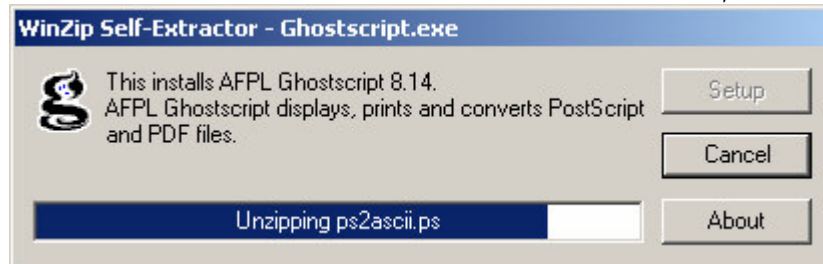 WinZip Self-Extractor - Ghostscript.exe
This installs AFPL Ghostscript 8.14.
AFPL Ghostscript displays, prints and converts PostScript
and PDF files.
Setup
Cancel
Unzipping ps2ascii.ps
About